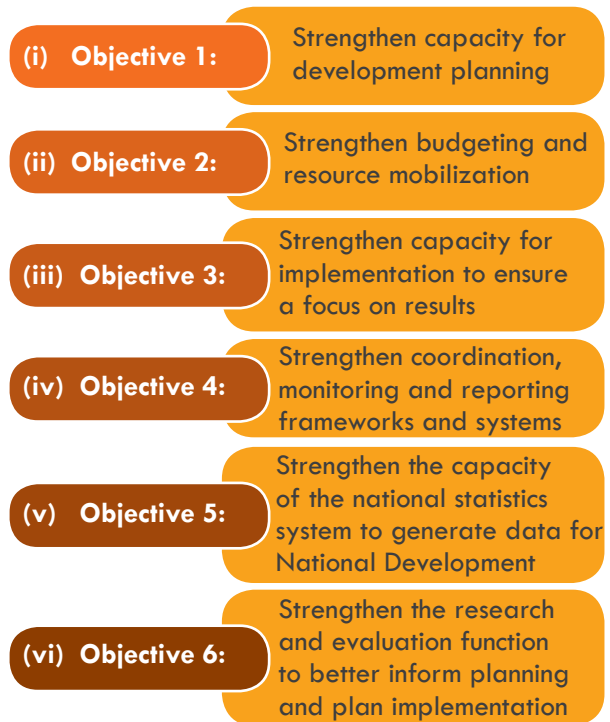 (i) Objective 1:
Strengthen capacity for
development planning
(ii) Objective 2:
Strengthen budgeting and
resource mobilization
(iii) Objective 3:
Strengthen capacity for
implementation to ensure
a focus on results
(iv) Objective 4:
Strengthen coordination,
monitoring and reporting
frameworks and systems
(v) Objective 5:
Strengthen the capacity
of the national statistics
system to generate data for
National Development
(vi) Objective 6:
Strengthen the research
and evaluation function
to better inform planning
and plan implementation